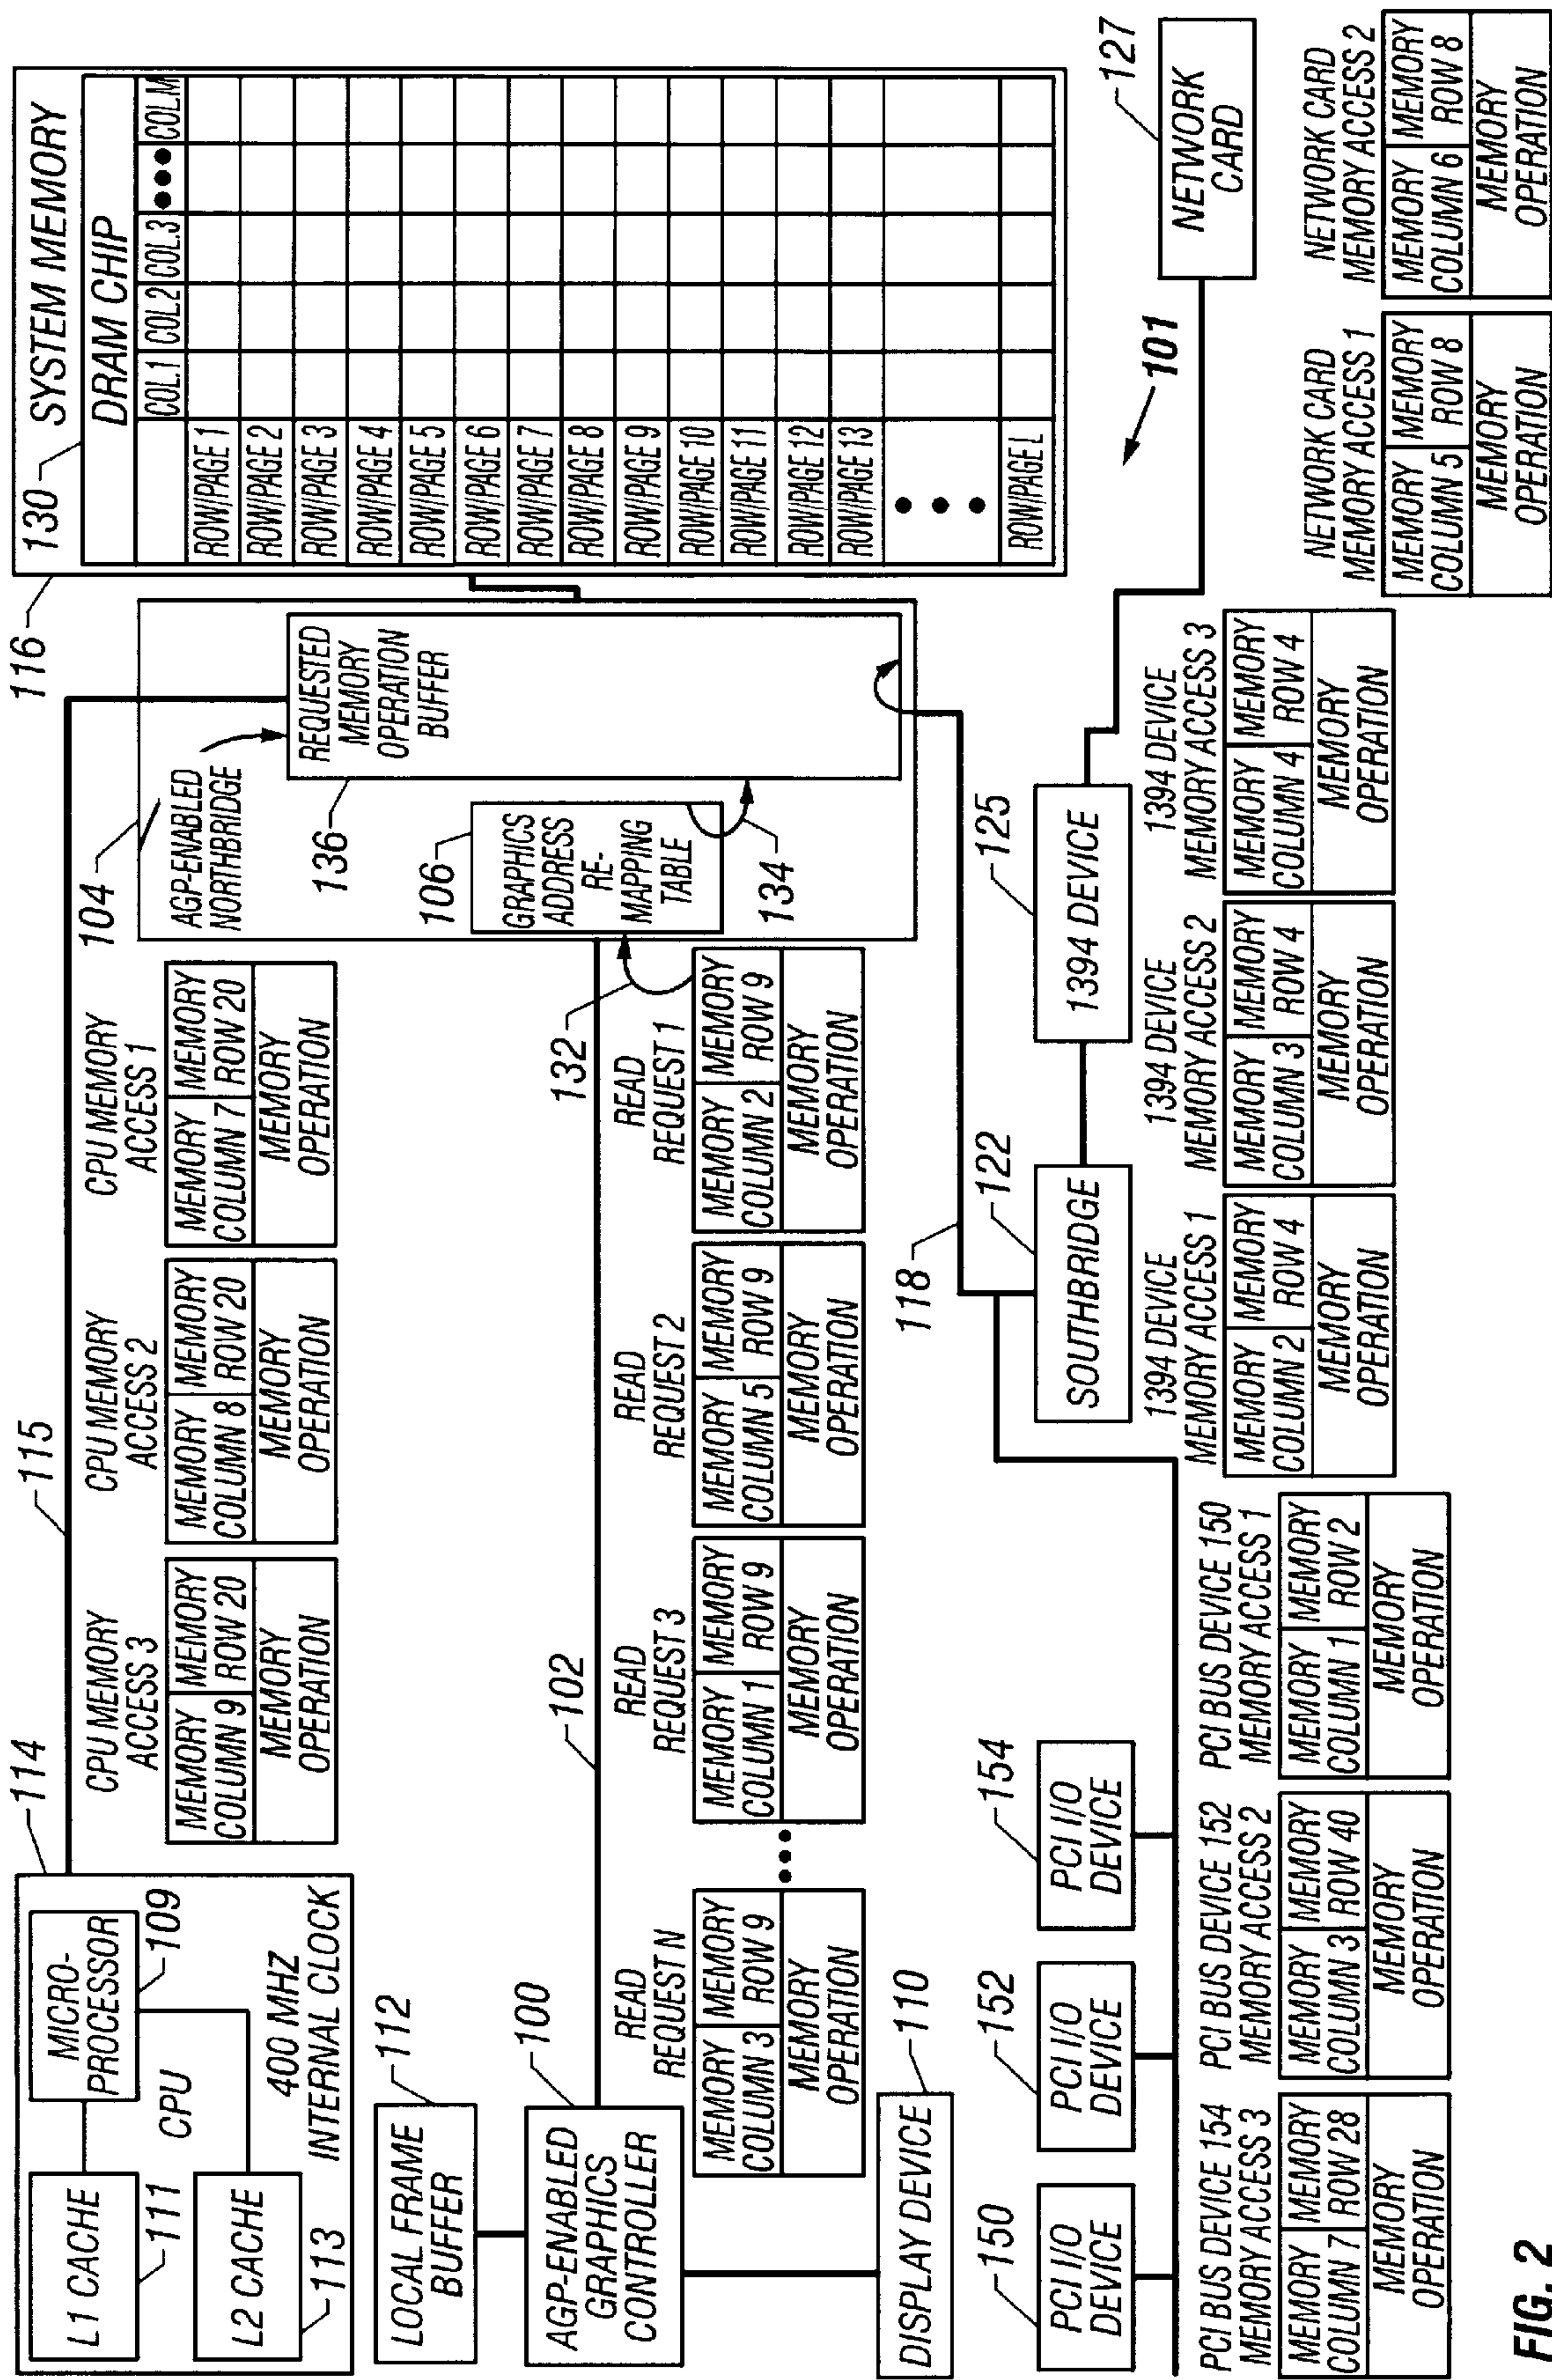 114
115
L1 CACHE
111
MICRO-
PROCESSOR
109
CPU
L2 CACHE
113
400 MHZ
INTERNAL CLOCK
CPU MEMORY
ACCESS 3
MEMORY
COLUMN 9
MEMORY
ROW 20
MEMORY
OPERATION
CPU MEMORY
ACCESS 2
MEMORY
COLUMN 8
MEMORY
ROW 20
MEMORY
OPERATION
CPU MEMORY
ACCESS 1
MEMORY
COLUMN 7
MEMORY
ROW 20
MEMORY
OPERATION
104
AGP-ENABLED
NORTHBRIDGE
136
REQUESTED
MEMORY
OPERATION
BUFFER
106
GRAPHICS
ADDRESS
RE-
MAPPING
TABLE
134
116
130
SYSTEM MEMORY
DRAM CHIP
COL.1
COL2
COL.3
●●●
COLM
ROW/PAGE 1
ROW/PAGE 2
ROW/PAGE 3
ROW/PAGE 4
ROW/PAGE 5
ROW/PAGE 6
ROW/PAGE 7
ROW/PAGE 8
ROW/PAGE 9
ROW/PAGE 10
ROW/PAGE 11
ROW/PAGE 12
ROW/PAGE 13
● ● ●
ROW/PAGE L
112
LOCAL FRAME
BUFFER
100
AGP-ENABLED
GRAPHICS
CONTROLLER
110
DISPLAY DEVICE
102
READ
REQUEST N
MEMORY
COLUMN 3
MEMORY
ROW 9
MEMORY
OPERATION
●●●
READ
REQUEST 3
MEMORY
COLUMN 1
MEMORY
ROW 9
MEMORY
OPERATION
READ
REQUEST 2
MEMORY
COLUMN 5
MEMORY
ROW 9
MEMORY
OPERATION
132
READ
REQUEST 1
MEMORY
COLUMN 2
MEMORY
ROW 9
MEMORY
OPERATION
150
PCI I/O
DEVICE
152
PCI I/O
DEVICE
154
PCI I/O
DEVICE
118
122
SOUTHBRIDGE
125
1394 DEVICE
101
127
NETWORK
CARD
PCI BUS DEVICE 154
MEMORY ACCESS 3
MEMORY
COLUMN 7
MEMORY
ROW 28
MEMORY
OPERATION
PCI BUS DEVICE 152
MEMORY ACCESS 2
MEMORY
COLUMN 3
MEMORY
ROW 40
MEMORY
OPERATION
PCI BUS DEVICE 150
MEMORY ACCESS 1
MEMORY
COLUMN 1
MEMORY
ROW 2
MEMORY
OPERATION
1394 DEVICE
MEMORY ACCESS 1
MEMORY
COLUMN 2
MEMORY
ROW 4
MEMORY
OPERATION
1394 DEVICE
MEMORY ACCESS 2
MEMORY
COLUMN 3
MEMORY
ROW 4
MEMORY
OPERATION
1394 DEVICE
MEMORY ACCESS 3
MEMORY
COLUMN 4
MEMORY
ROW 4
MEMORY
OPERATION
NETWORK CARD
MEMORY ACCESS 1
MEMORY
COLUMN 5
MEMORY
ROW 8
MEMORY
OPERATION
NETWORK CARD
MEMORY ACCESS 2
MEMORY
COLUMN 6
MEMORY
ROW 8
MEMORY
OPERATION
FIG. 2